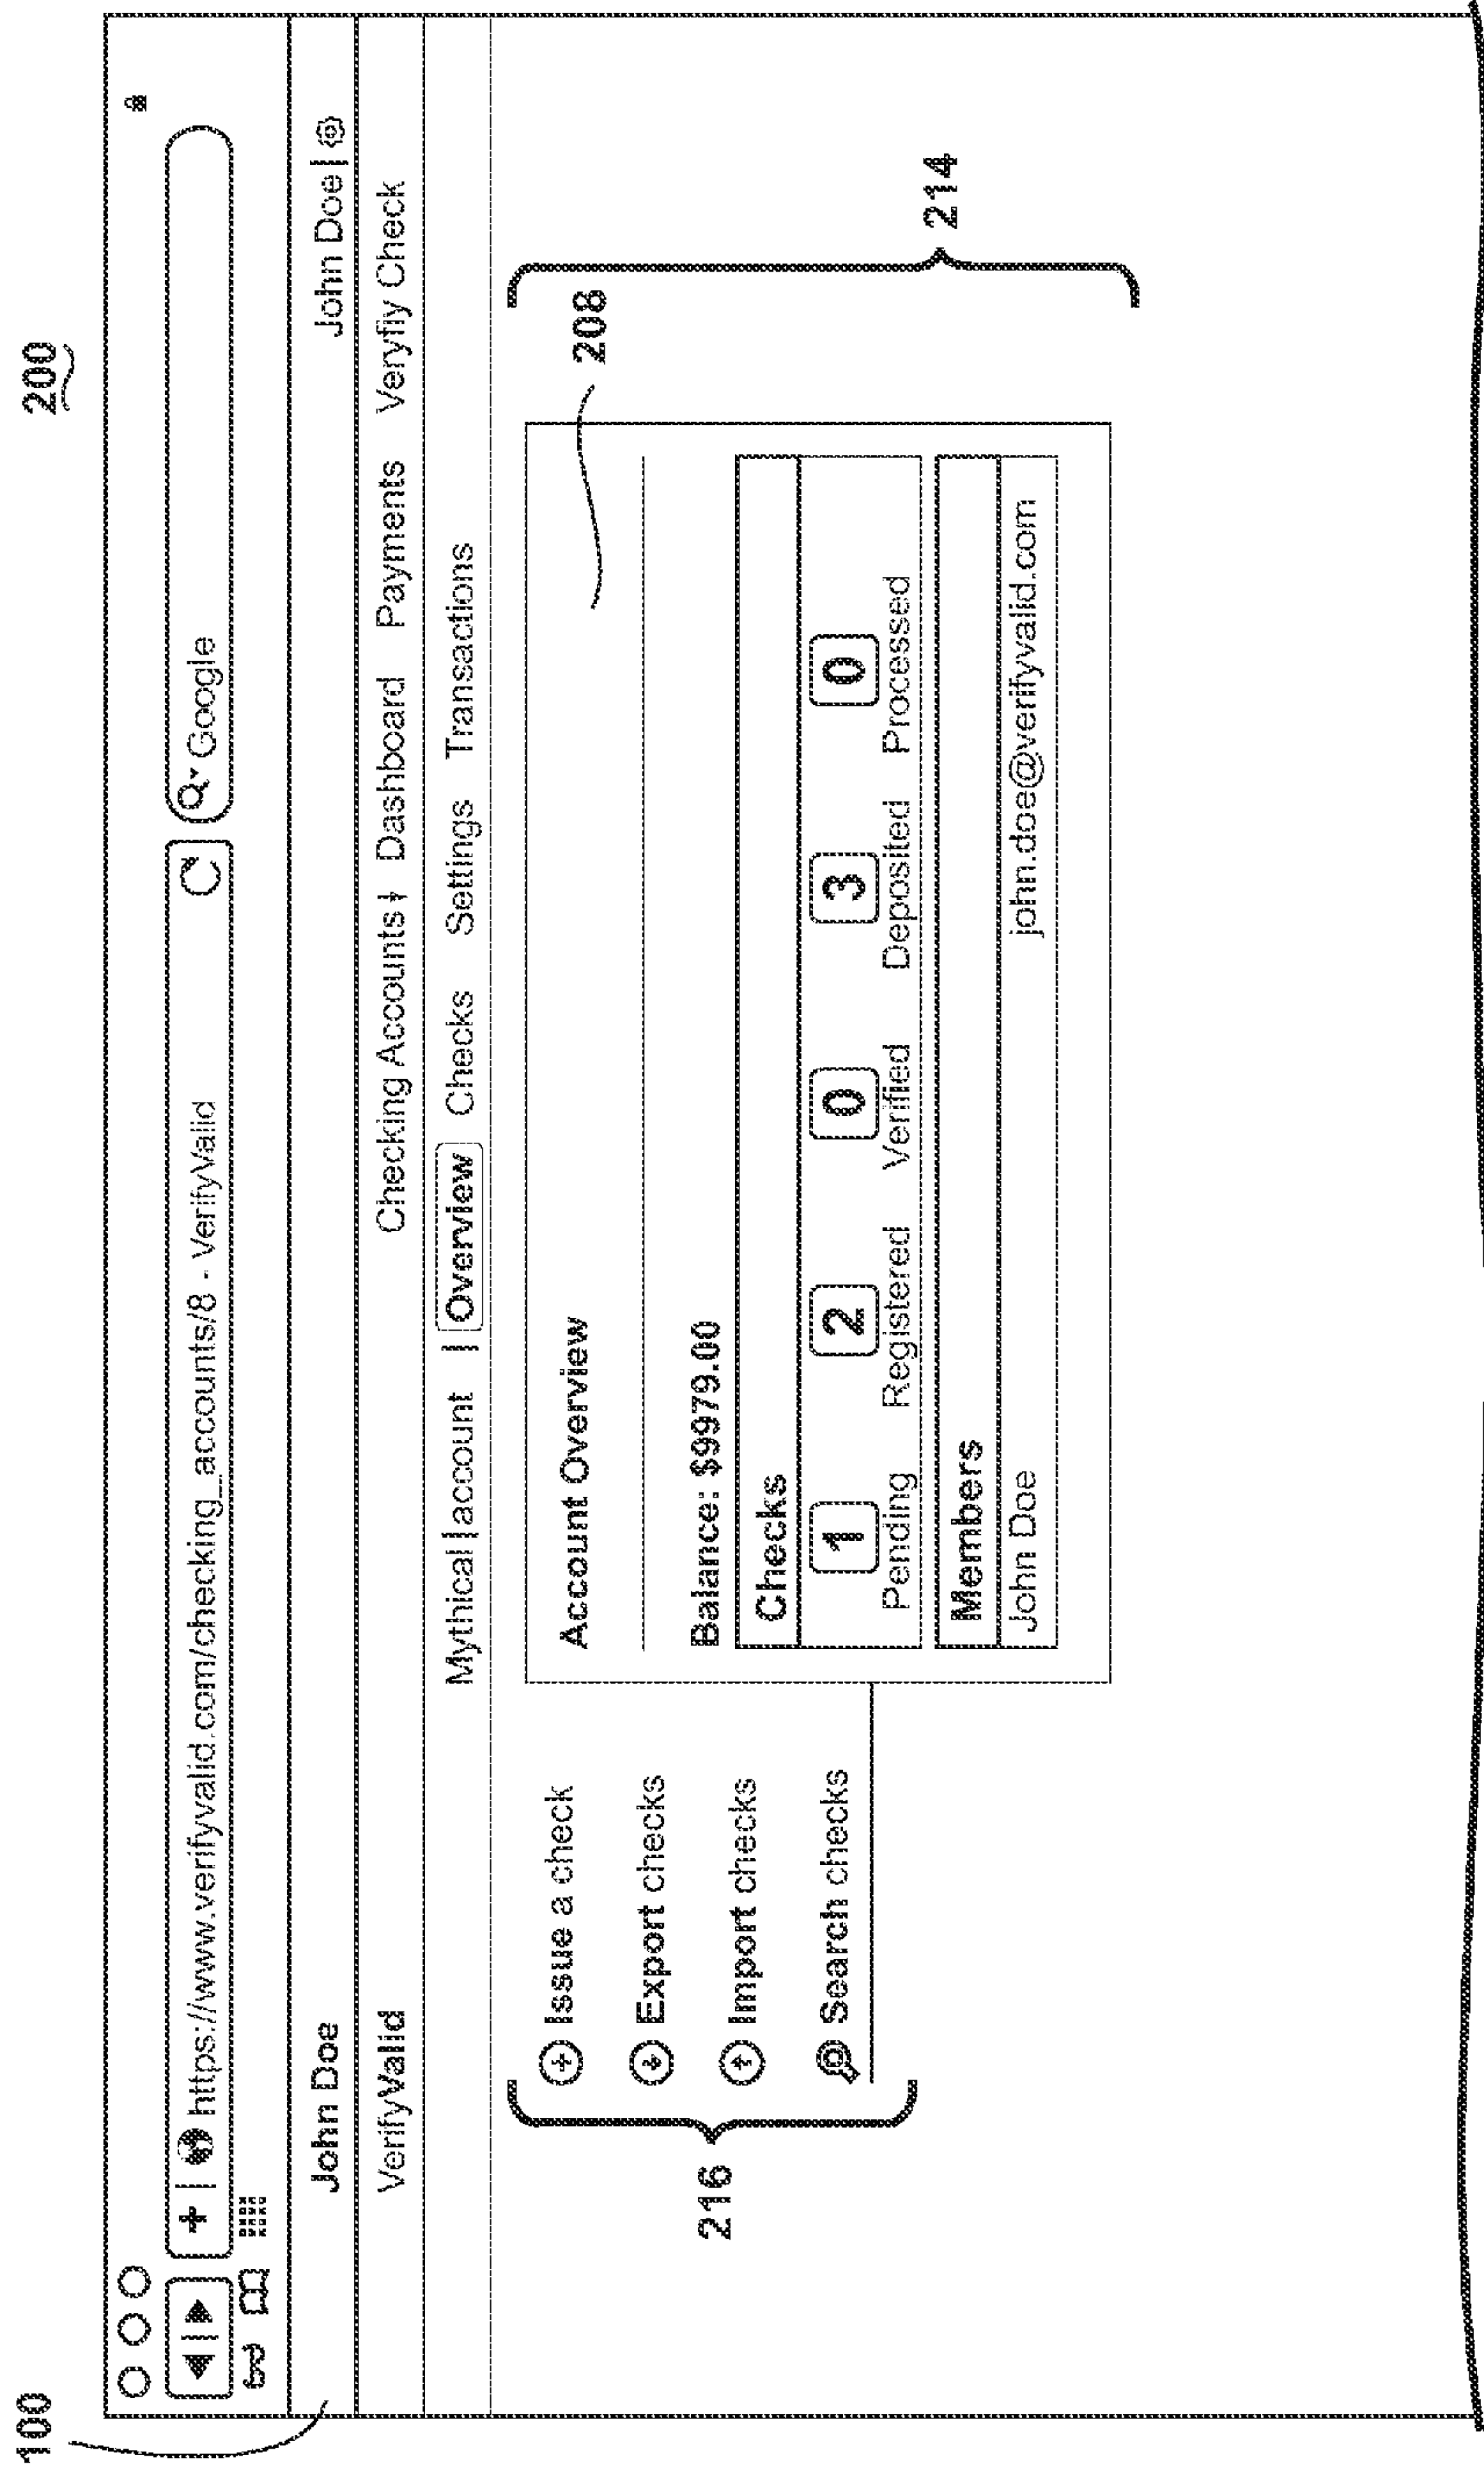 100
200
https://www.verifyvalid.com/checking_accounts/8 - VerifyValid
Google
John Doe
John Doe |
VerifyValid
Checking Accounts Dashboard Payments Veryfiy Check
Mythical | account | Overview Checks Settings Transactions
216
Issue a check
Export checks
Import checks
Search checks
Account Overview
208
214
Balance: $9979.00
Checks
1 2 0 3 0
Pending Registered Verified Deposited Processed
Members
John Doe john.doe@verifyvalid.com